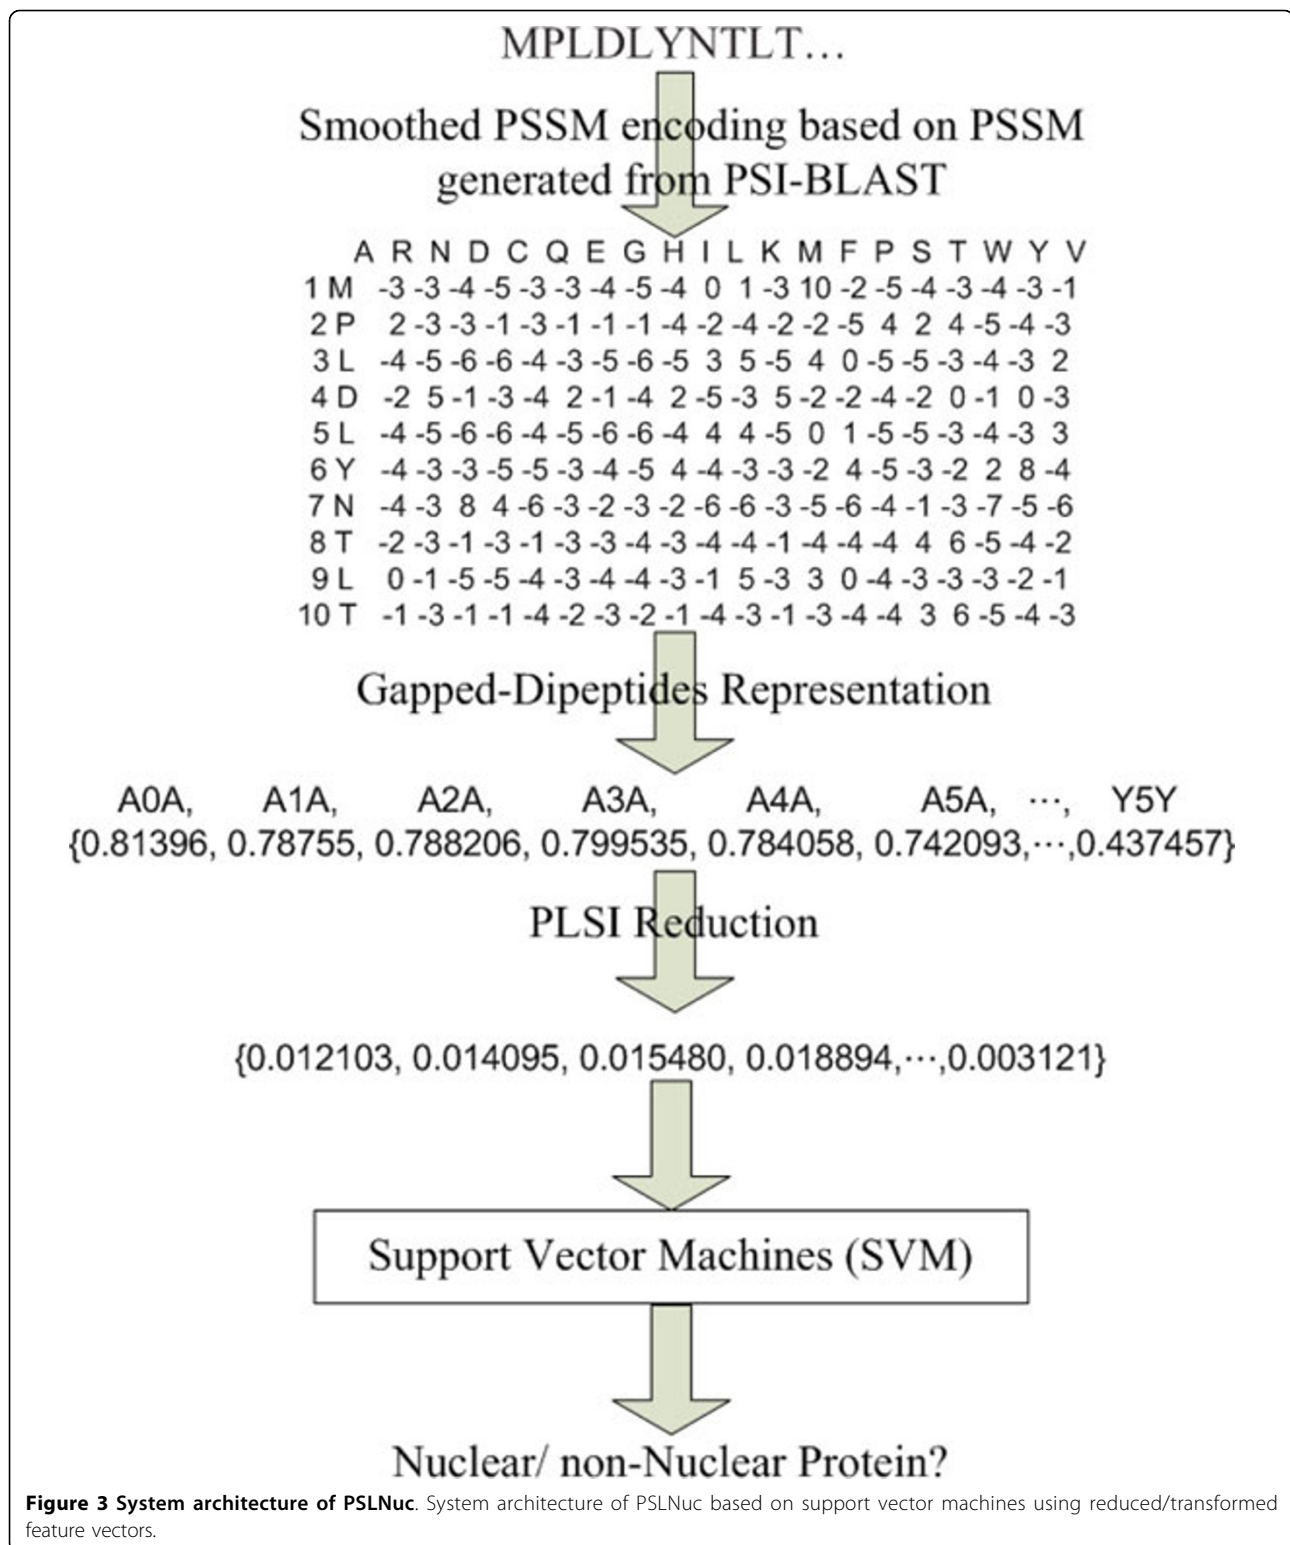 MPLDLYNTLT...
Smoothed PSSM encoding based on PSSM
generated from PSI-BLAST
A R N D C Q E G H I L K M F P S T W Y V
1 M -3 -3 -4 -5 -3 -3 -4 -5 -4 0 1 -3 10 -2 -5 -4 -3 -4 -3 -1
2 P 2 -3 -3 -1 -3 -1 -1 -1 -4 -2 -4 -2 -2 -5 4 2 4 -5 -4 -3
3 L -4 -5 -6 -6 -4 -3 -5 -6 -5 3 5 -5 4 0 -5 -5 -3 -4 -3 2
4 D -2 5 -1 -3 -4 2 -1 -4 2 -5 -3 5 -2 -2 -4 -2 0 -1 0 -3
5 L -4 -5 -6 -6 -4 -5 -6 -6 -4 4 4 -5 0 1 -5 -5 -3 -4 -3 3
6 Y -4 -3 -3 -5 -5 -3 -4 -5 4 -4 -3 -3 -2 4 -5 -3 -2 2 8 -4
7 N -4 -3 8 4 -6 -3 -2 -3 -2 -6 -6 -3 -5 -6 -4 -1 -3 -7 -5 -6
8 T -2 -3 -1 -3 -1 -3 -3 -4 -3 -4 -4 -1 -4 -4 -4 4 6 -5 -4 -2
9 L 0 -1 -5 -5 -4 -3 -4 -4 -3 -1 5 -3 3 0 -4 -3 -3 -3 -2 -1
10 T -1 -3 -1 -1 -4 -2 -3 -2 -1 -4 -3 -1 -3 -4 -4 3 6 -5 -4 -3
Gapped-Dipeptides Representation
A0A, A1A, A2A, A3A, A4A, A5A, ⋯, Y5Y
{0.81396, 0.78755, 0.788206, 0.799535, 0.784058, 0.742093,⋯,0.437457}
PLSI Reduction
{0.012103, 0.014095, 0.015480, 0.018894,⋯,0.003121}
Support Vector Machines (SVM)
Nuclear/ non-Nuclear Protein?
Figure 3 System architecture of PSLNuc. System architecture of PSLNuc based on support vector machines using reduced/transformed
feature vectors.